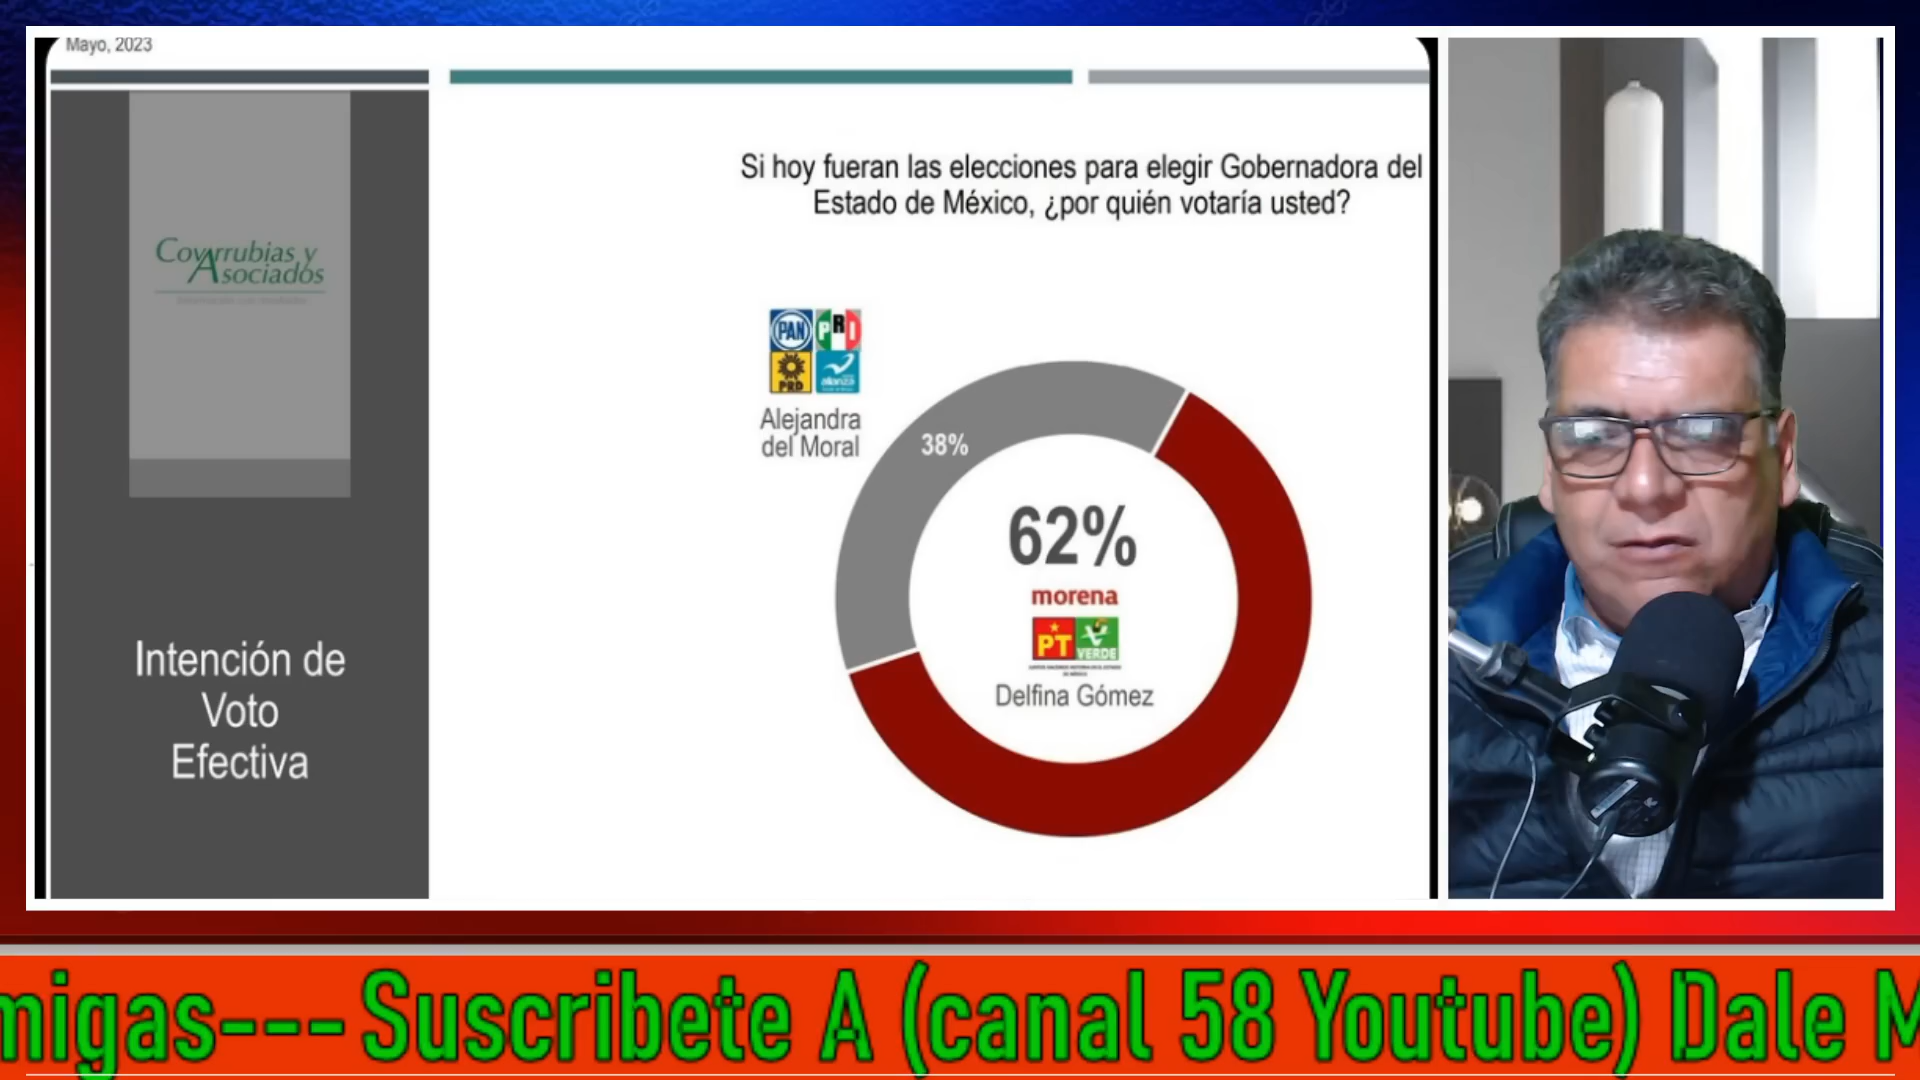 Mayo, 2023
Covarrubias y
Asociados
Si hoy fueran las elecciones para elegir Gobernadora del
Estado de México, ¿por quién votaría usted?
PAN
PRI
PRD
alianza
Alejandra
del Moral
38%
62%
morena
PT
VERDE
Delfina Gómez
Intención de
Voto
Efectiva
migas--- Suscribete A (canal 58 Youtube) Dale M